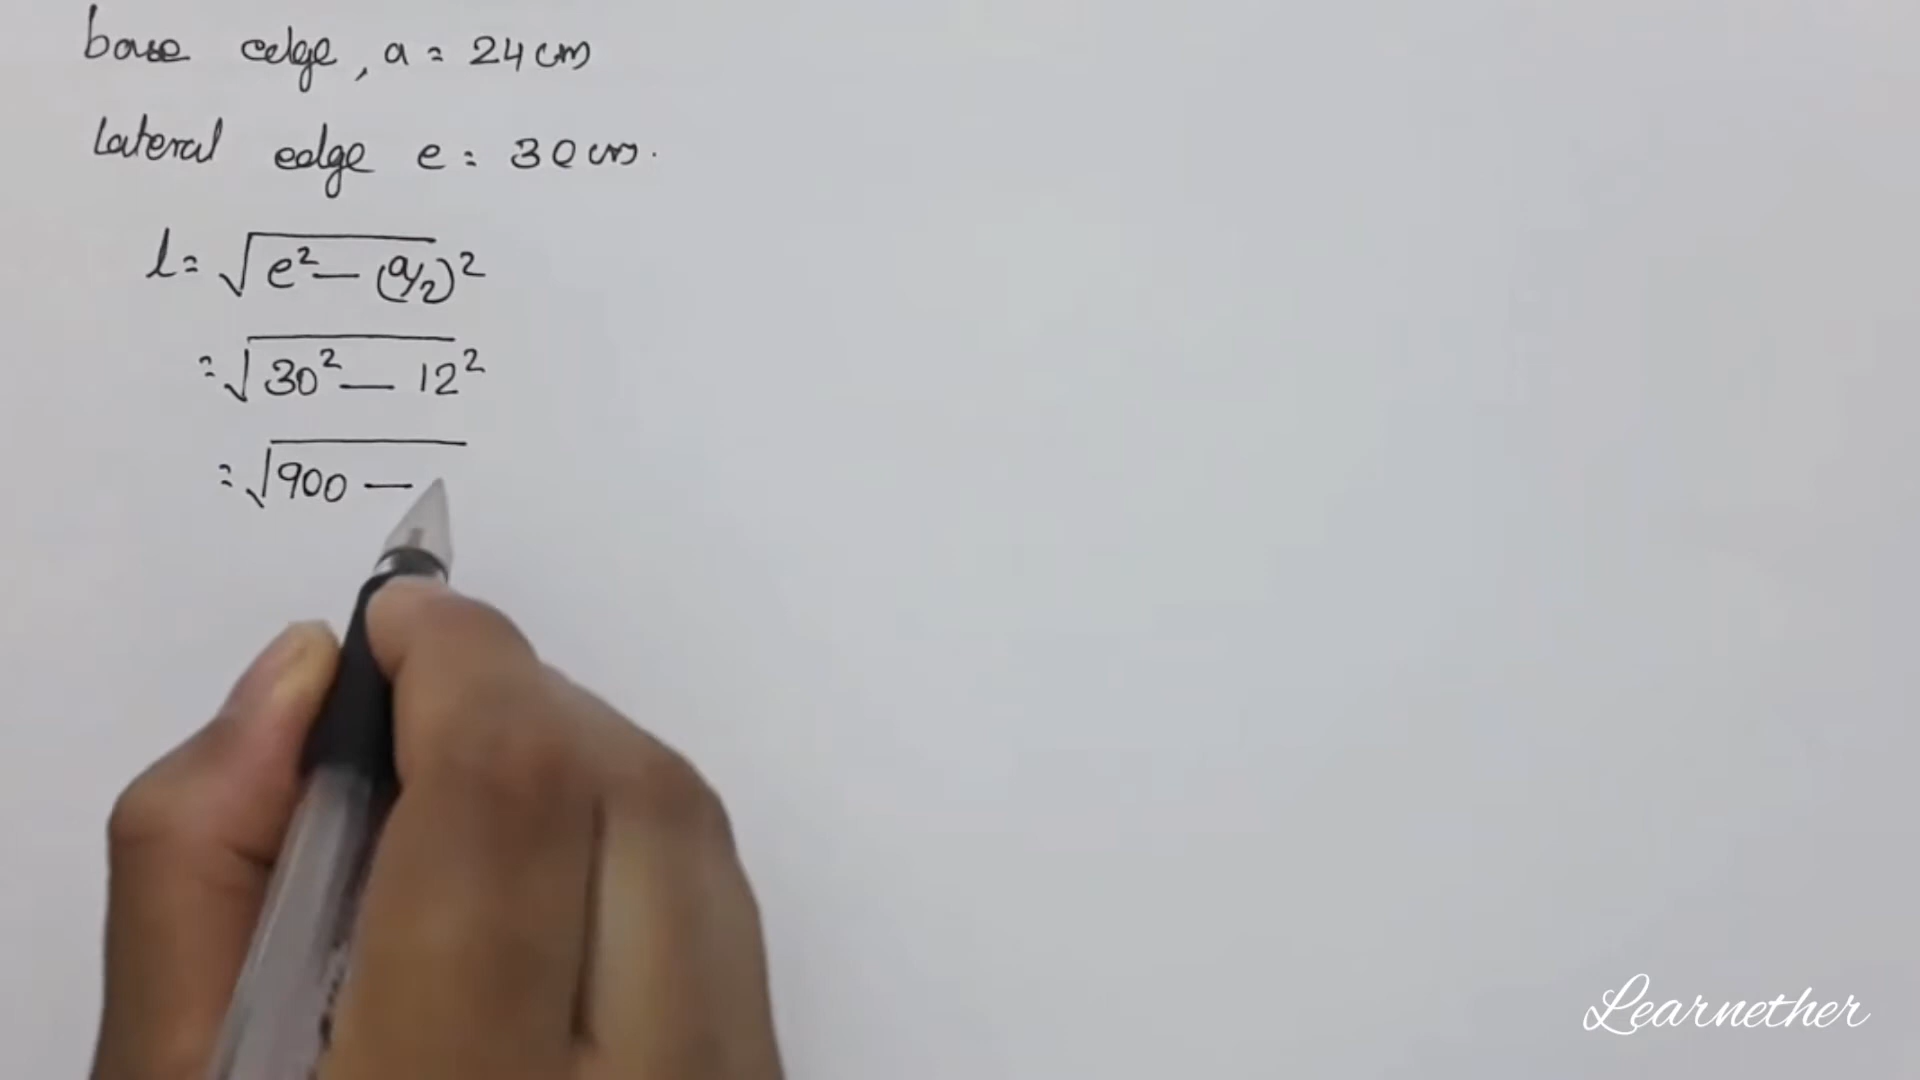 base edge, a = 24 cm
lateral edge e = 30 cm.
l = √e² — (a/2)²
= √30² — 12²
= √900 —
Learnether